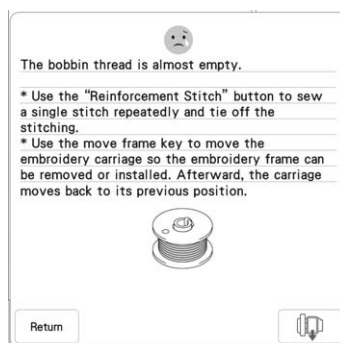 The bobbin thread is almost empty.
* Use the “Reinforcement Stitch” button to sew
a single stitch repeatedly and tie off the
stitching.
* Use the move frame key to move the
embroidery carriage so the embroidery frame can
be removed or installed. Afterward, the carriage
moves back to its previous position.
Return